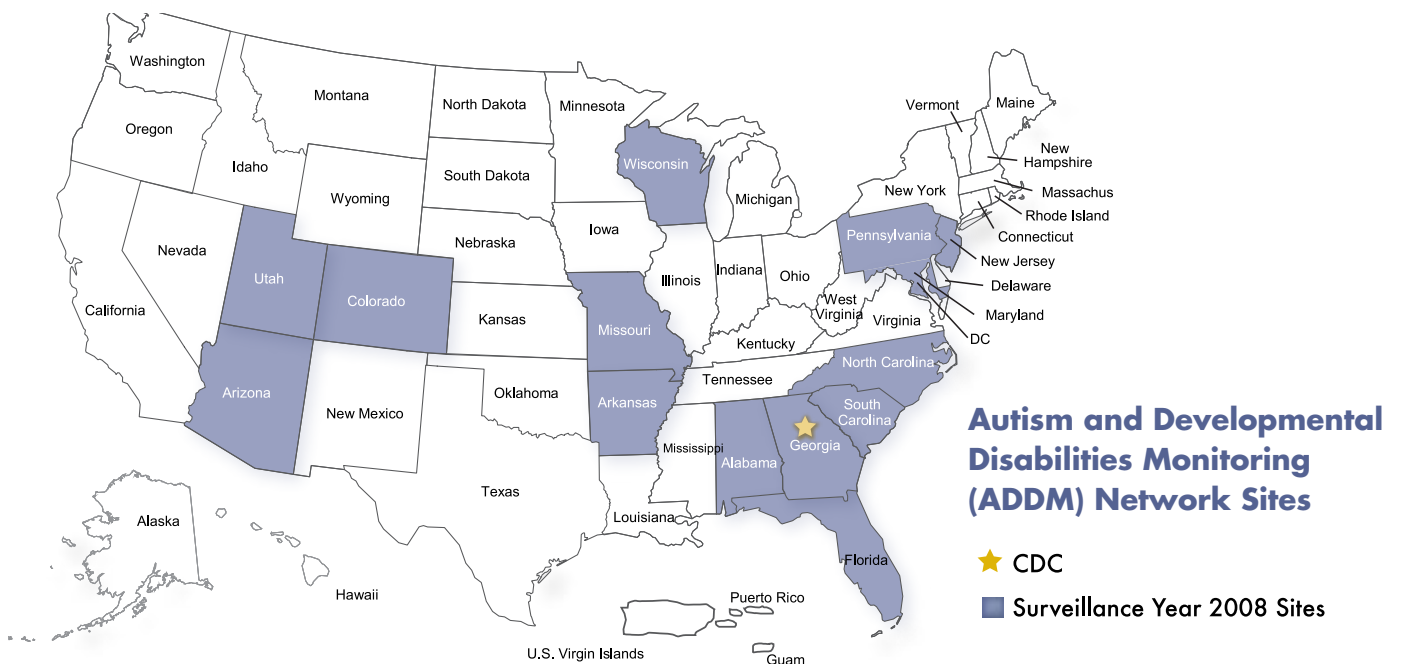 Washington
Montana
North Dakota
Minnesota
Vermont
Maine
Oregon
Idaho
Wisconsin
New
Hampshire
South Dakota
Wyoming
Michigan
New York
Massachus
Rhode Island
Nevada
Nebraska
Iowa
Pennsylvania
Connecticut
New Jersey
Utah
Colorado
Illinois
Indiana
Ohio
Delaware
California
Kansas
Missouri
West
Virginia
Virginia
Maryland
DC
Kentucky
North Carolina
Arizona
New Mexico
Oklahoma
Arkansas
Tennessee
South
Carolina
Mississippi
Alabama
Georgia
Texas
Louisiana
Florida
Alaska
Hawaii
Puerto Rico
U.S. Virgin Islands
Guam
Autism and Developmental
Disabilities Monitoring
(ADDM) Network Sites
CDC
Surveillance Year 2008 Sites